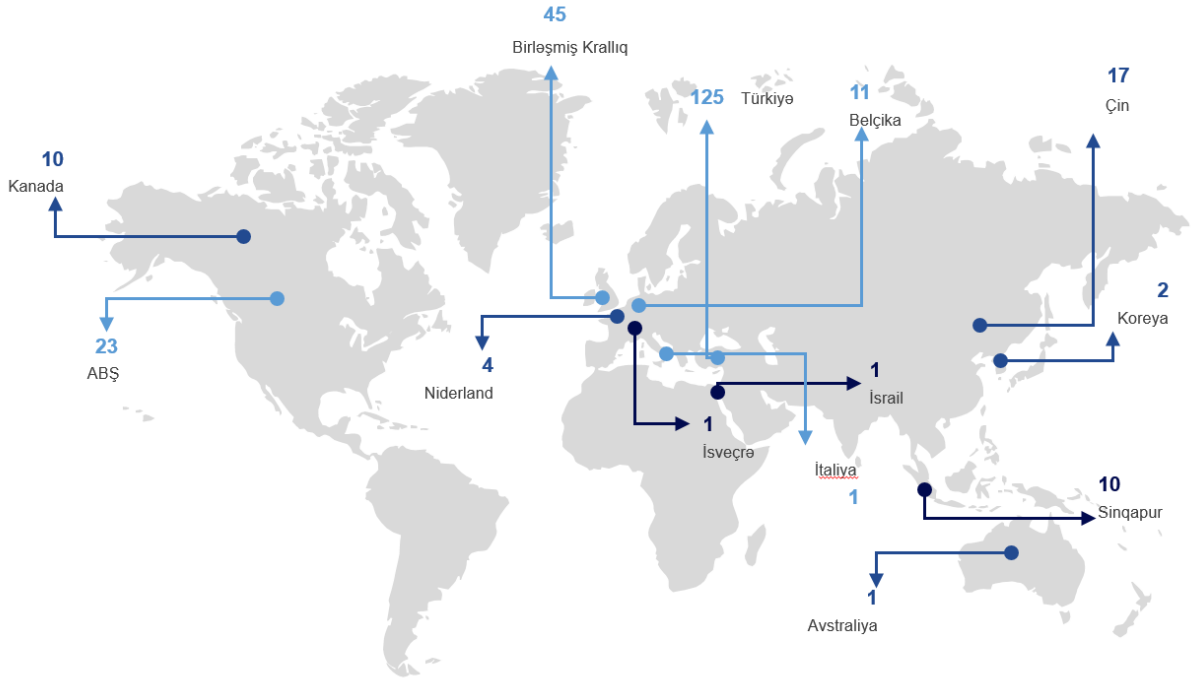 45
Birləşmiş Krallıq
125
Türkiyə
11
Belçika
17
Çin
10
Kanada
2
Koreya
23
ABŞ
4
Niderland
1
İsrail
1
İsveçrə
İtaliya
1
10
Sinqapur
1
Avstraliya